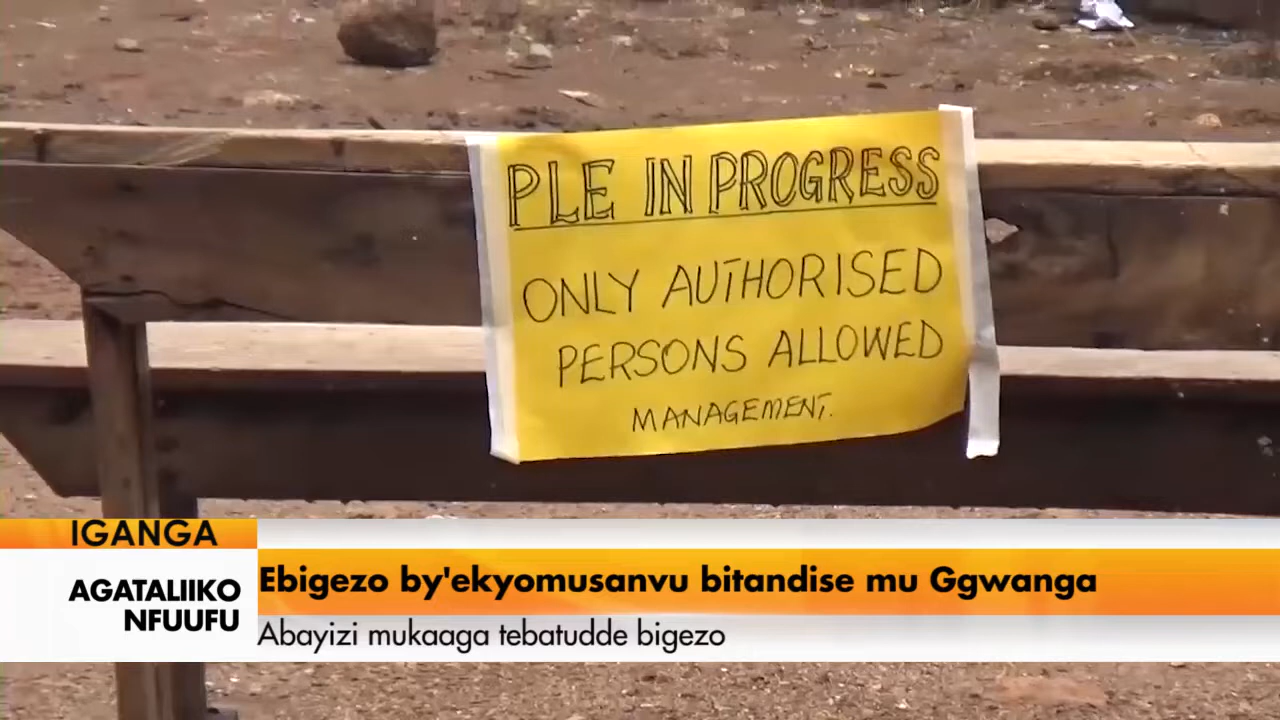 PLE IN PROGRESS
ONLY AUTHORISED
PERSONS ALLOWED
MANAGEMENT.
IGANGA
AGATALIIKO
NFUUFU
Ebigezo by'ekyomusanvu bitandise mu Ggwanga
Abayizi mukaaga tebatudde bigezo